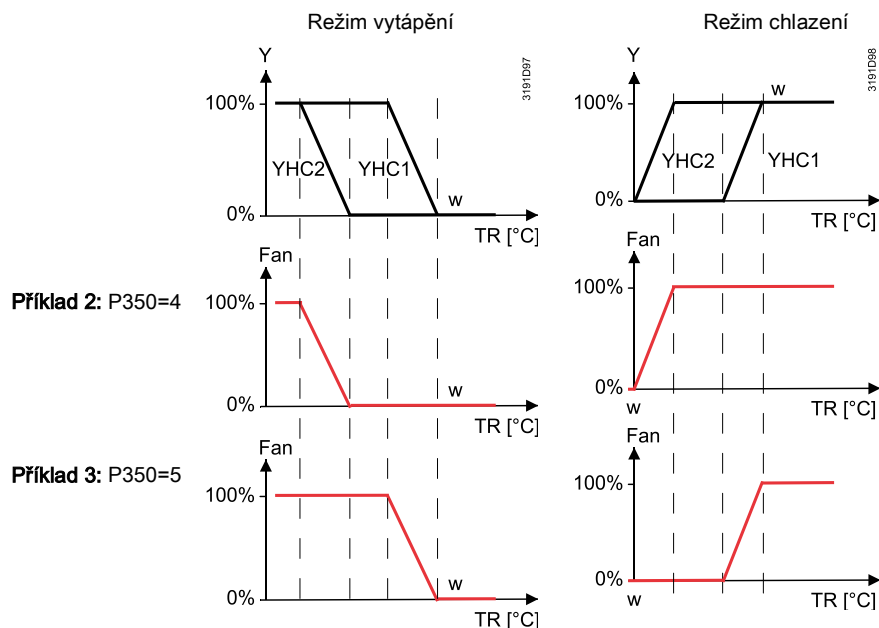 Režim vytápění
Režim chlazení
Y
3191D97
100%
YHC2
YHC1
w
0%
TR [°C]
Y
3191D98
w
100%
YHC2
YHC1
0%
TR [°C]
Příklad 2: P350=4
Fan
100%
0%
w
TR [°C]
Fan
100%
0%
w
TR [°C]
Příklad 3: P350=5
Fan
100%
0%
w
TR [°C]
Fan
100%
0%
w
TR [°C]